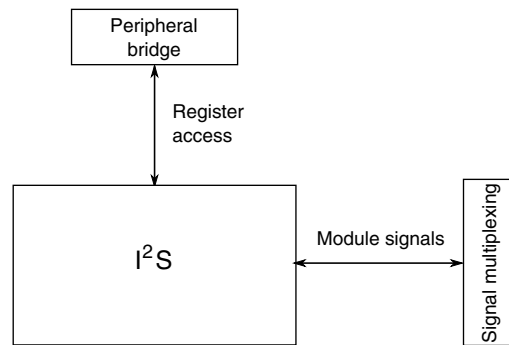 Peripheral
bridge
Register
access
I²S
Module signals
Signal multiplexing